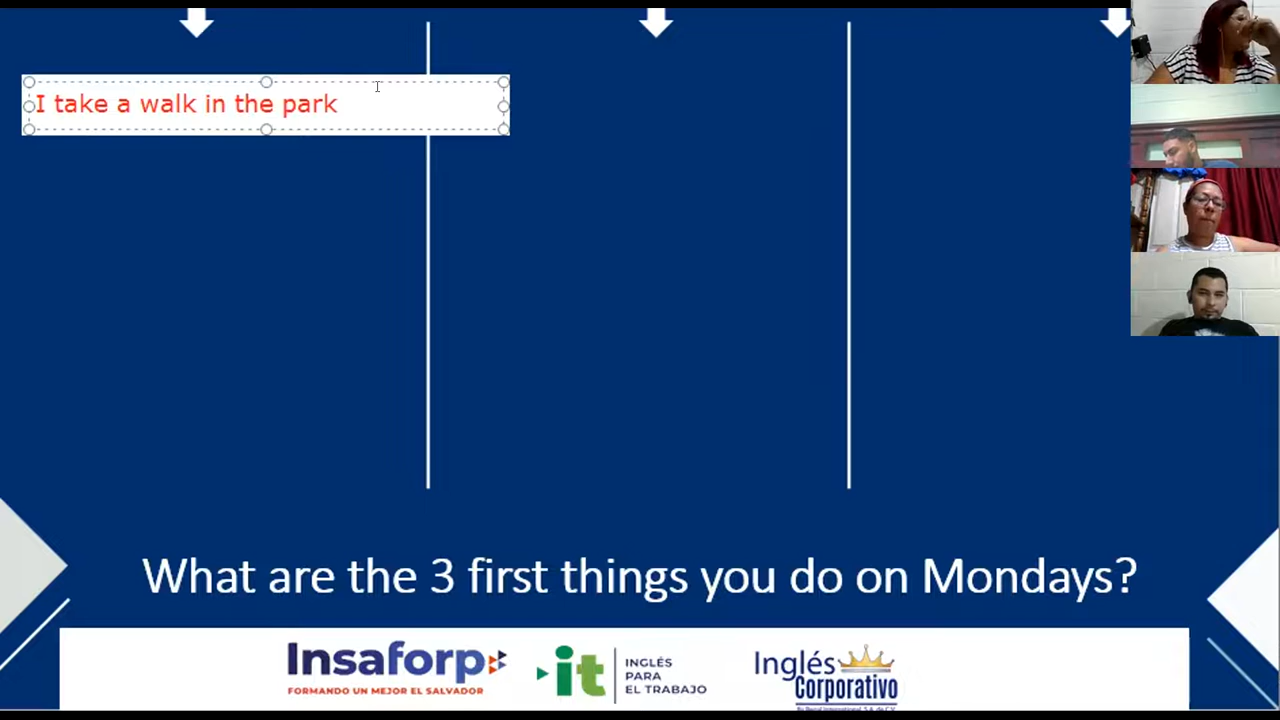 I take a walk in the park
What are the 3 first things you do on Mondays?
Insaforp
FORMANDO UN MEJOR EL SALVADOR
it
INGLÉS
PARA
EL TRABAJO
Inglés
Corporativo